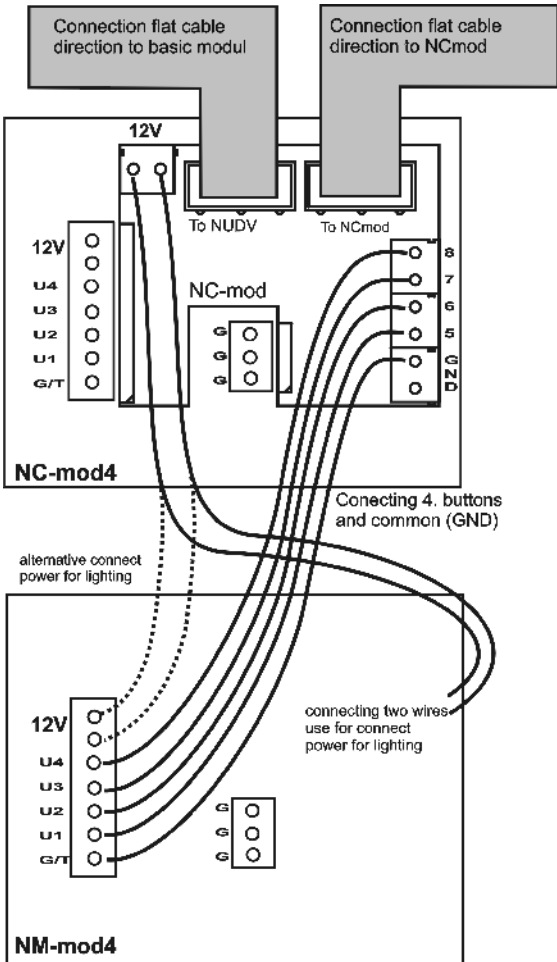 Connection flat cable
direction to basic modul
Connection flat cable
direction to NCmod
12V
To NUDV
To NCmod
12V
U4
U3
U2
U1
G/T
NC-mod
G
G
G
8
7
6
5
G
N
D
NC-mod4
Conecting 4. buttons
and common (GND)
alternative connect
power for lighting
connecting two wires
use for connect
power for lighting
12V
U4
U3
U2
U1
G/T
G
G
G
NM-mod4